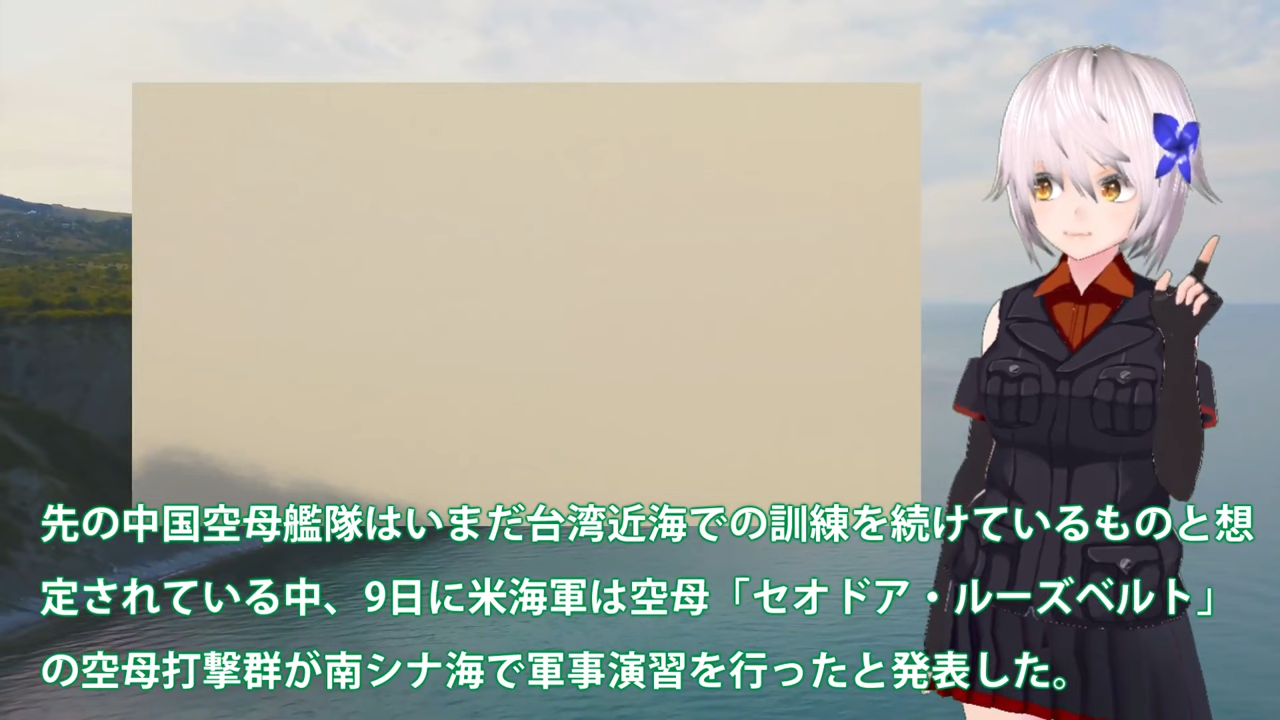 先の中国空母艦隊はいまだ台湾近海での訓練を続けているものと想
定されている中、9日に米海軍は空母「セオドア・ルーズベルト」
の空母打撃群が南シナ海で軍事演習を行ったと発表した。